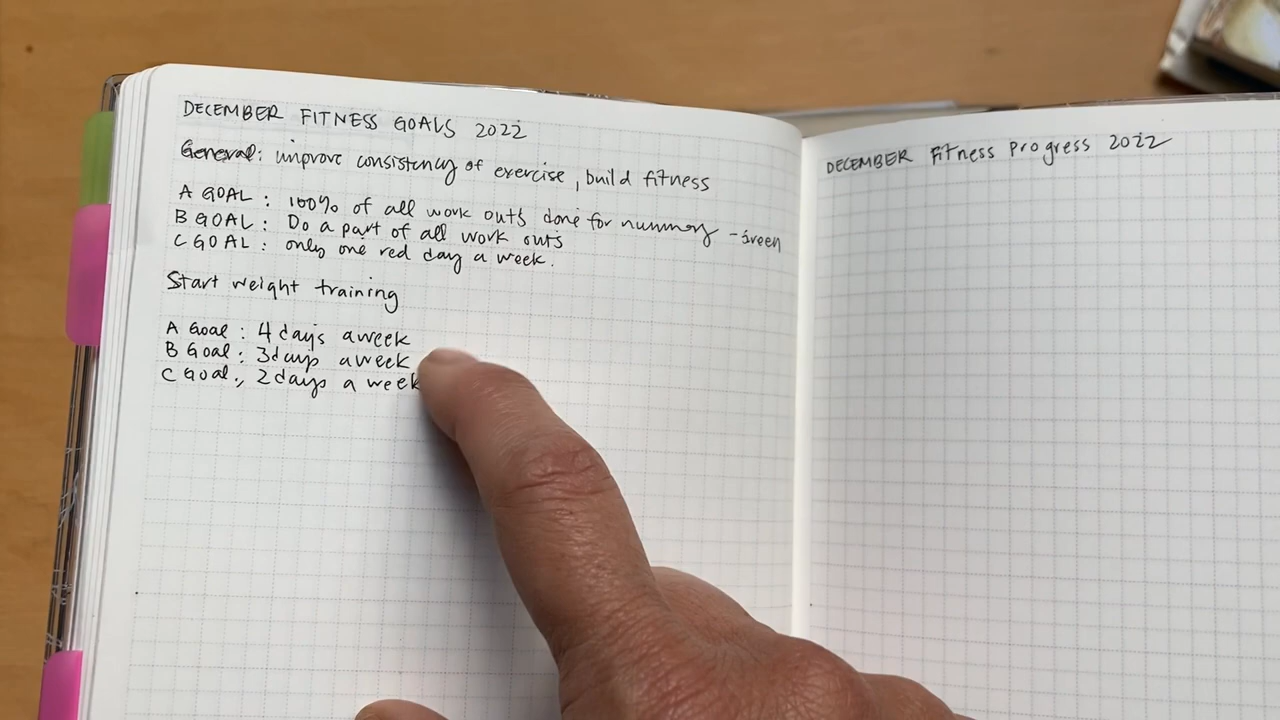 DECEMBER FITNESS GOALS 2022
General: improve consistency of exercise, build fitness
A GOAL : 100% of all work outs done for - Green
B GOAL : Do a part of all work outs
C GOAL : only one red day a week.
Start weight training
A Goal : 4 days a week
B Goal : 3 days a week
C Goal, 2 days a week
DECEMBER Fitness Progress 2022